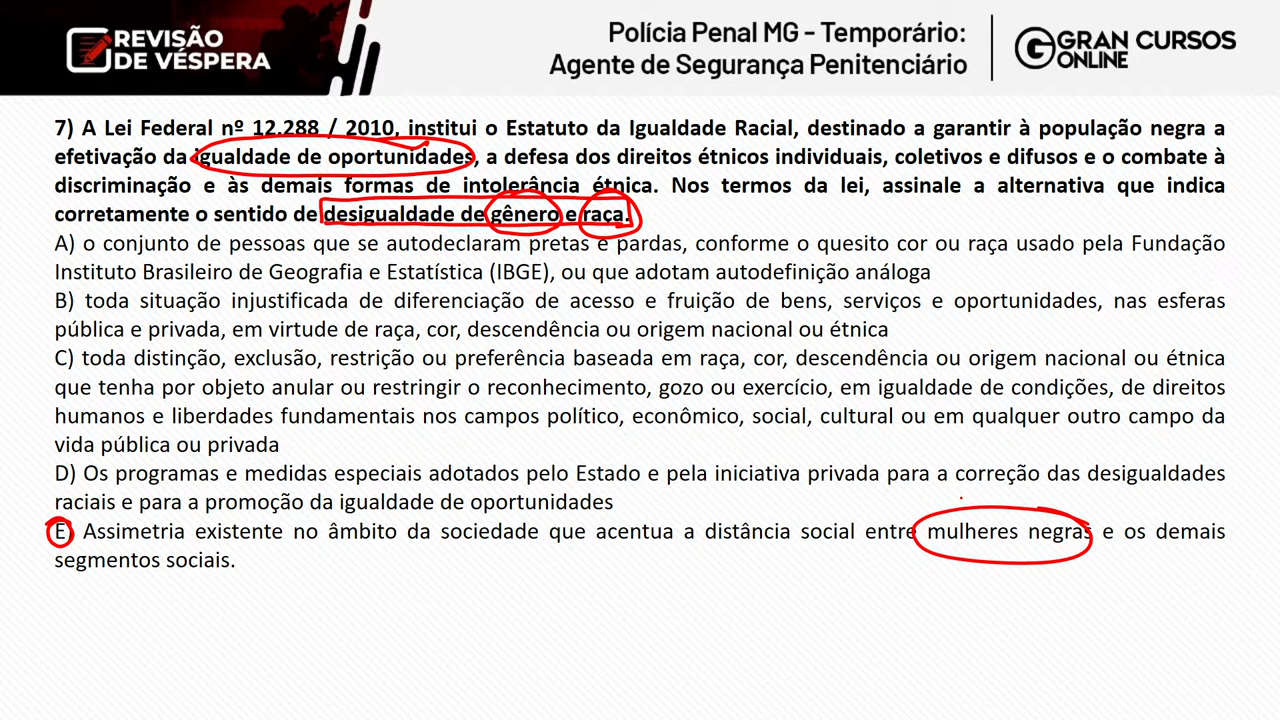 REVISÃO
DE VÉSPERA
Polícia Penal MG - Temporário:
Agente de Segurança Penitenciário
GRAN CURSOS
ONLINE
7) A Lei Federal nº 12.288 / 2010, institui o Estatuto da Igualdade Racial, destinado a garantir à população negra a
efetivação da igualdade de oportunidades, a defesa dos direitos étnicos individuais, coletivos e difusos e o combate à
discriminação e às demais formas de intolerância étnica. Nos termos da lei, assinale a alternativa que indica
corretamente o sentido de desigualdade de gênero e raça.
A) o conjunto de pessoas que se autodeclaram pretas e pardas, conforme o quesito cor ou raça usado pela Fundação
Instituto Brasileiro de Geografia e Estatística (IBGE), ou que adotam autodefinição análoga
B) toda situação injustificada de diferenciação de acesso e fruição de bens, serviços e oportunidades, nas esferas
pública e privada, em virtude de raça, cor, descendência ou origem nacional ou étnica
C) toda distinção, exclusão, restrição ou preferência baseada em raça, cor, descendência ou origem nacional ou étnica
que tenha por objeto anular ou restringir o reconhecimento, gozo ou exercício, em igualdade de condições, de direitos
humanos e liberdades fundamentais nos campos político, econômico, social, cultural ou em qualquer outro campo da
vida pública ou privada
D) Os programas e medidas especiais adotados pelo Estado e pela iniciativa privada para a correção das desigualdades
raciais e para a promoção da igualdade de oportunidades
E) Assimetria existente no âmbito da sociedade que acentua a distância social entre mulheres negras e os demais
segmentos sociais.